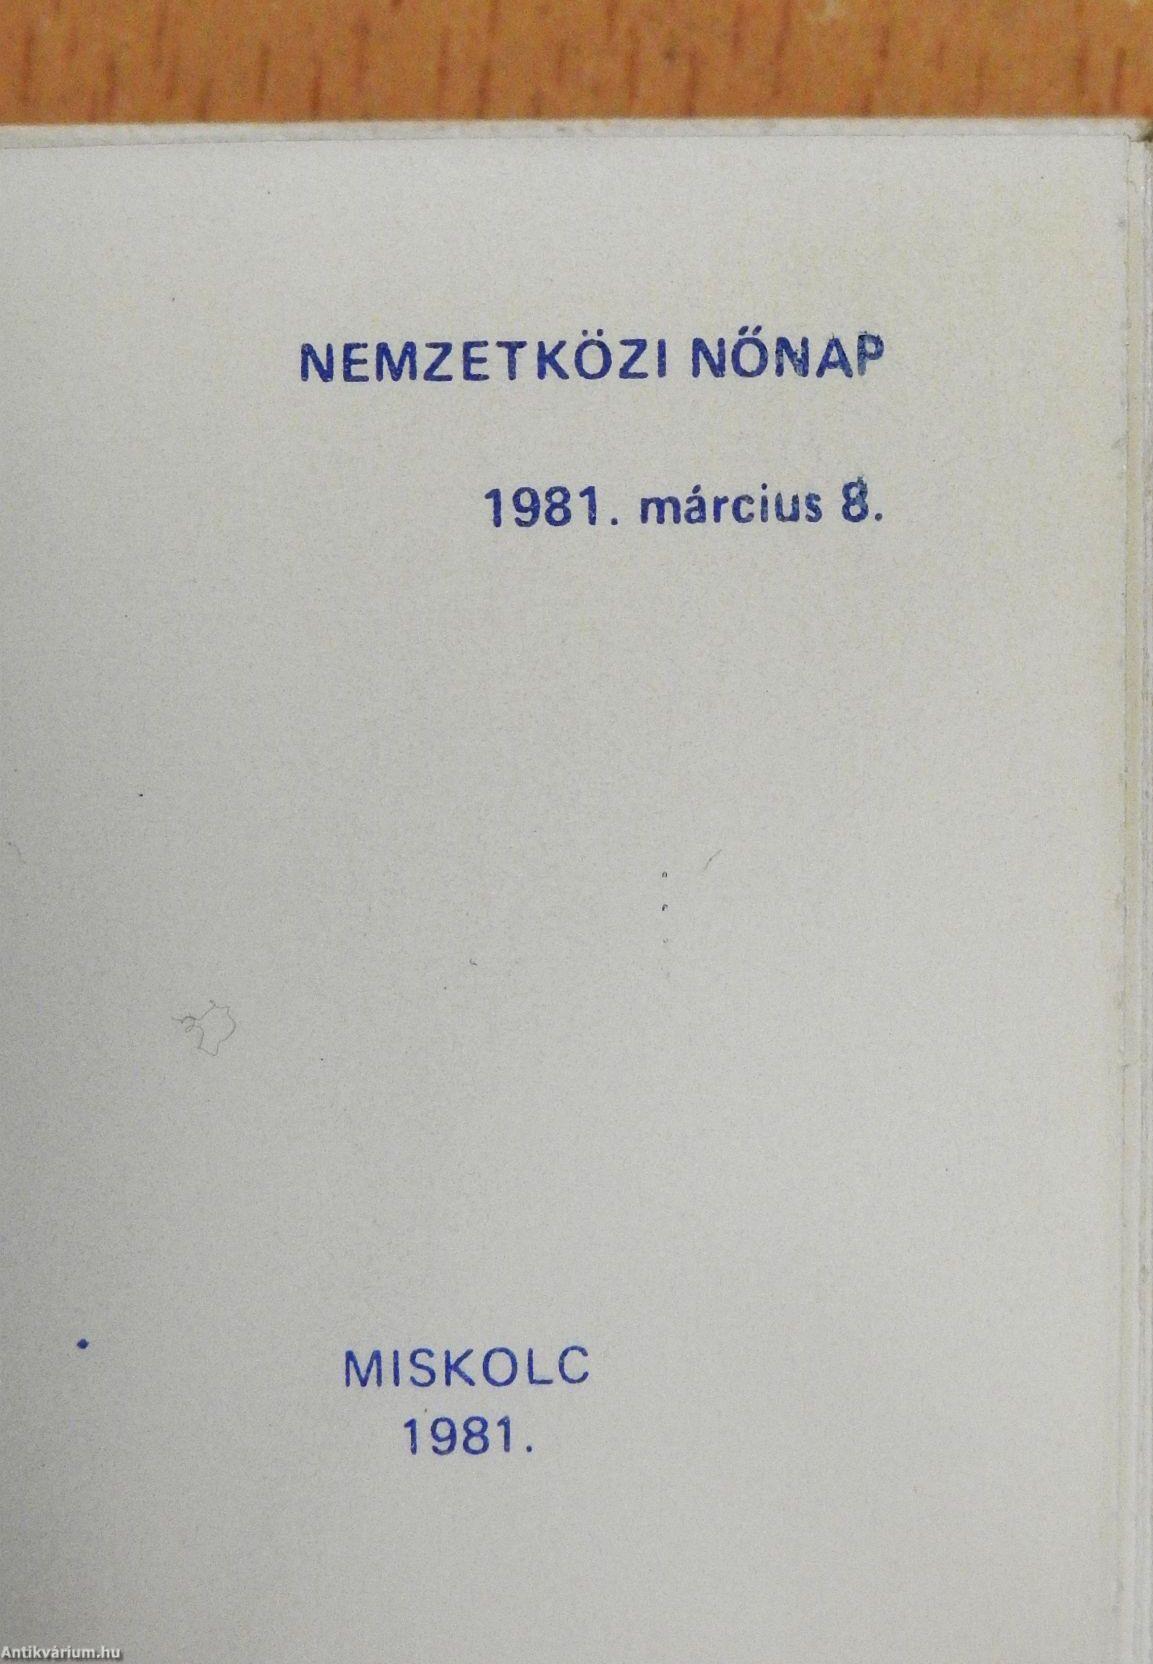 NEMZETKÖZI NŐNAP
1981. március 8.
MISKOLC
1981.
Antikvárium.hu